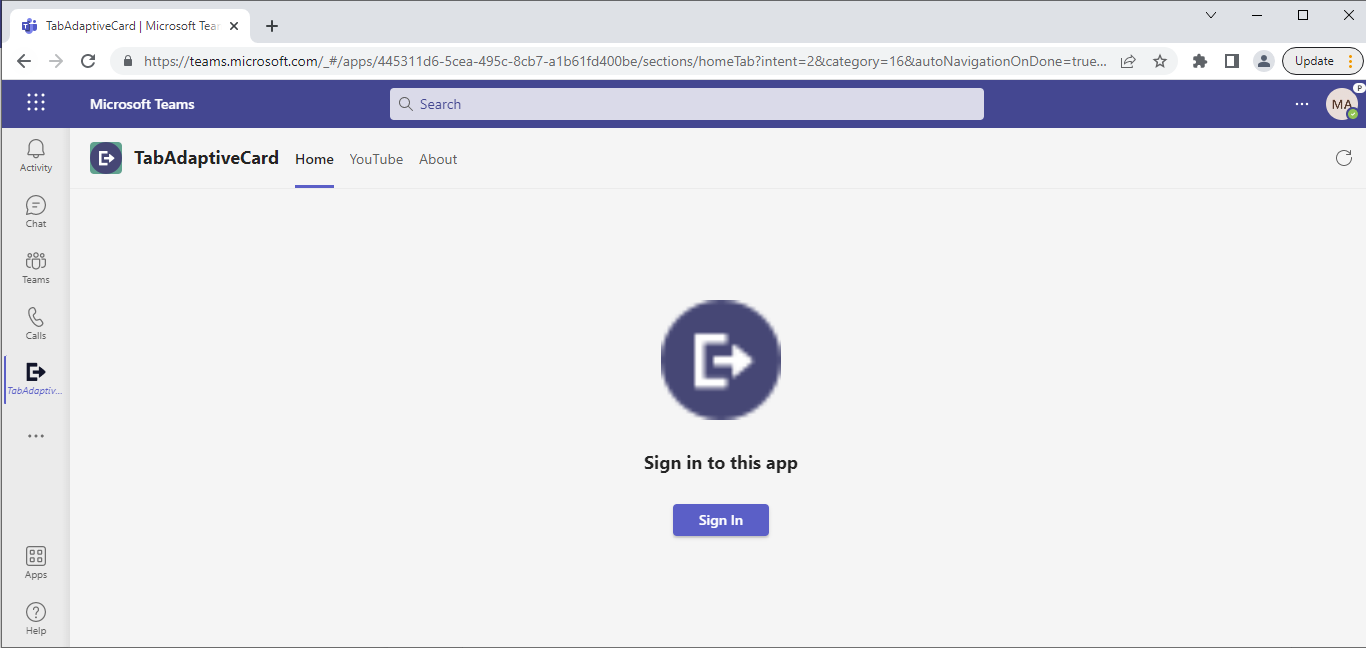 TabAdaptiveCard | Microsoft Tear
https://teams.microsoft.com/_#/apps/445311d6-5cea-495c-8cb7-a1b61fd400be/sections/homeTab?intent=2&category=16&autoNavigationOnDone=true...
Update
Microsoft Teams
Search
MA
P
TabAdaptiveCard
Home
YouTube
About
Activity
Chat
Teams
Calls
TabAdaptiv...
Sign in to this app
Sign In
Apps
Help